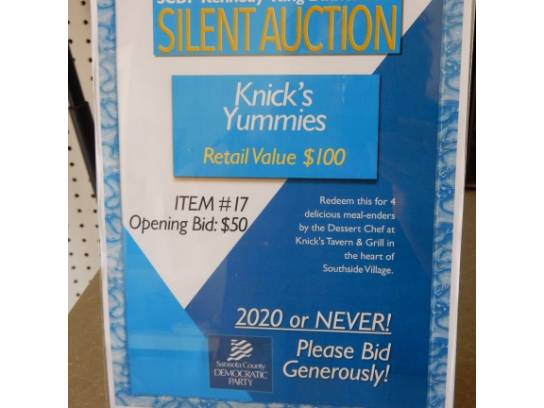 SILENT AUCTION
Knick's
Yummies
Retail Value $100
ITEM #17
Opening Bid: $50
Redeem this for 4
delicious meal-enders
by the Dessert Chef at
Knick's Tavern & Grill in
the heart of
Southside Village.
2020 or NEVER!
Please Bid
Generously!
Sarasota County
DEMOCRATIC
PARTY